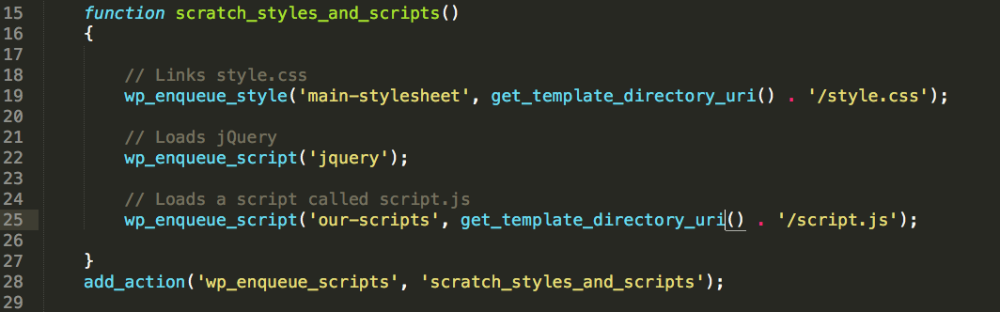 15 function scratch_styles_and_scripts()
16 {
17
18 // Links style.css
19 wp_enqueue_style('main-stylesheet', get_template_directory_uri() . '/style.css');
20
21 // Loads jQuery
22 wp_enqueue_script('jquery');
23
24 // Loads a script called script.js
25 wp_enqueue_script('our-scripts', get_template_directory_uri() . '/script.js');
26
27 }
28 add_action('wp_enqueue_scripts', 'scratch_styles_and_scripts');
29